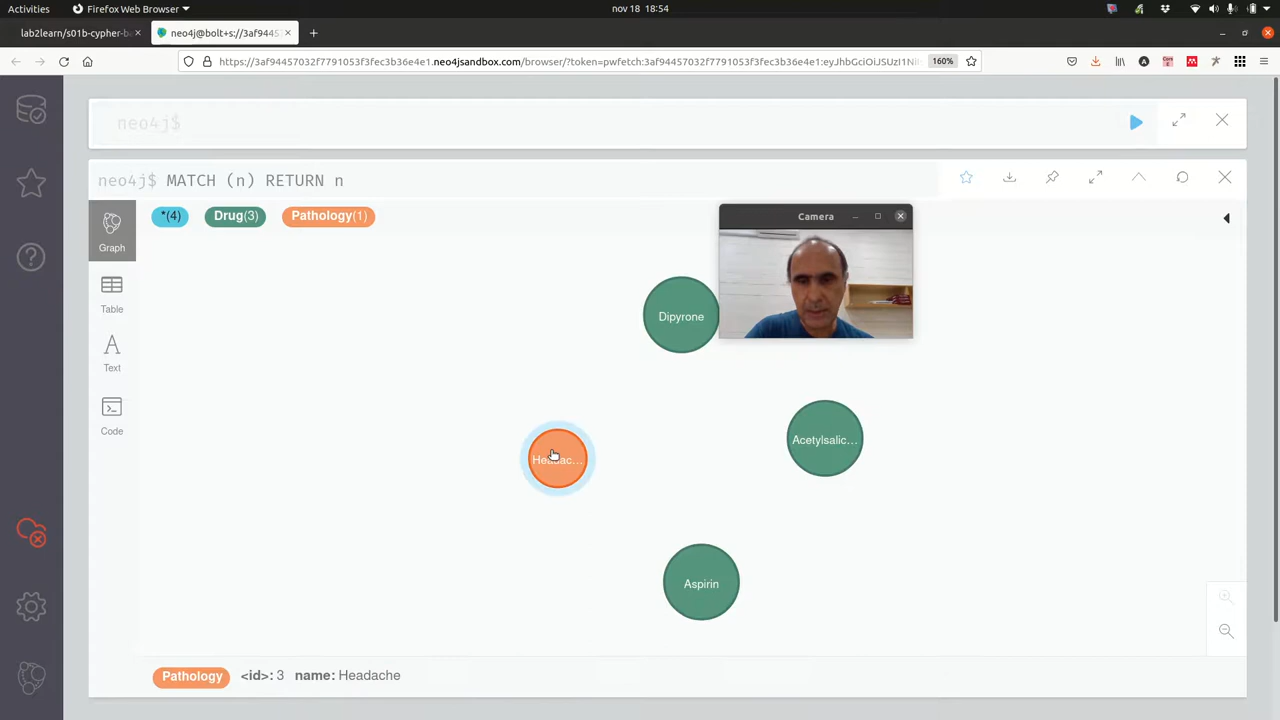 Activities
Firefox Web Browser
nov 18 18:54
lab2learn/s01b-cypher-b
neo4j@bolt+s://3af9445
https://3af94457032f7791053f3fec3b36e4e1.neo4jsandbox.com/browser/?token=pwfetch:3af94457032f7791053f3fec3b36e4e1:eyJhbGciOiJSUzI1Ni
160%
neo4j$
neo4j$ MATCH (n) RETURN n
*(4) Drug(3) Pathology(1)
Camera
Graph
Table
Text
Code
Dipyrone
Acetylsalic...
Headac...
Aspirin
Pathology <id>: 3 name: Headache